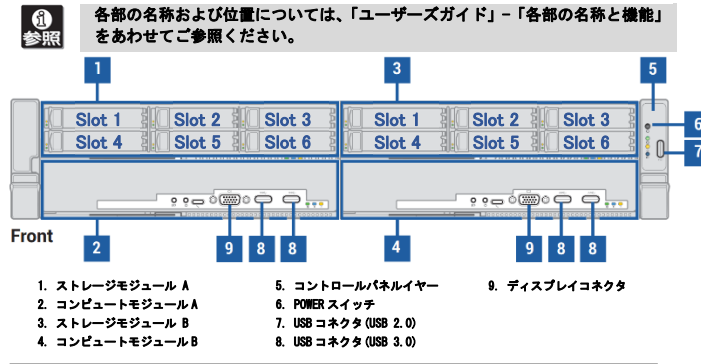 各部の名称および位置については、「ユーザーズガイド」-「各部の名称と機能」
をあわせてご参照ください。
参照
1
3
5
Slot 1 Slot 2 Slot 3 Slot 1 Slot 2 Slot 3
6
Slot 4 Slot 5 Slot 6 Slot 4 Slot 5 Slot 6
7
Front
2 9 8 8 4 9 8 8
1. ストレージモジュール A
2. コンピュートモジュールA
3. ストレージモジュール B
4. コンピュートモジュールB
5. コントロールパネルイヤー
6. POWER スイッチ
7. USB コネクタ(USB 2.0)
8. USB コネクタ(USB 3.0)
9. ディスプレイコネクタ